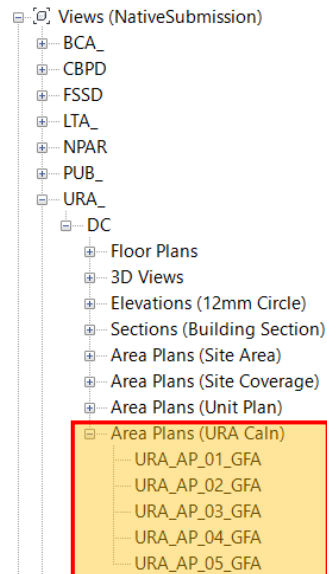 Views (NativeSubmission)
BCA_
CBPD
FSSD
LTA_
NPAR
PUB_
URA_
DC
Floor Plans
3D Views
Elevations (12mm Circle)
Sections (Building Section)
Area Plans (Site Area)
Area Plans (Site Coverage)
Area Plans (Unit Plan)
Area Plans (URA Caln)
URA_AP_01_GFA
URA_AP_02_GFA
URA_AP_03_GFA
URA_AP_04_GFA
URA_AP_05_GFA